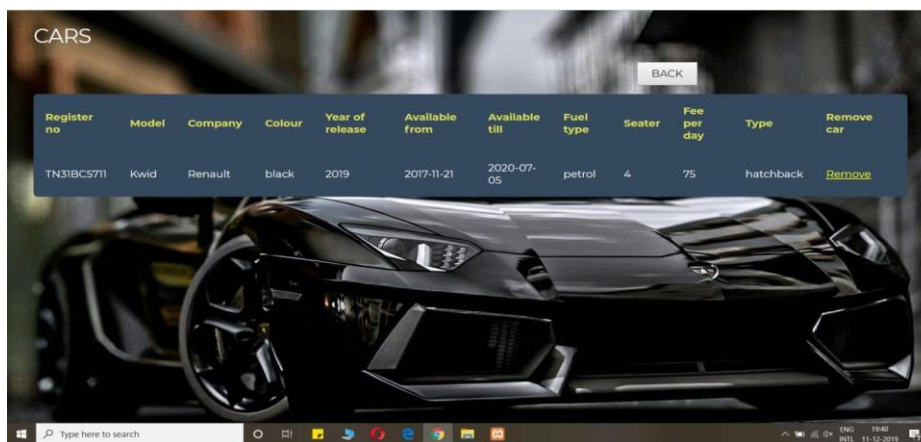 CARS
BACK
Register no Model Company Colour Year of release Available from Available till Fuel type Seater Fee per day Type Remove car
TN31BC5711 Kwid Renault black 2019 2017-11-21 2020-07-05 petrol 4 75 hatchback Remove
Type here to search
ENG 19:40
INTL 11-12-2019